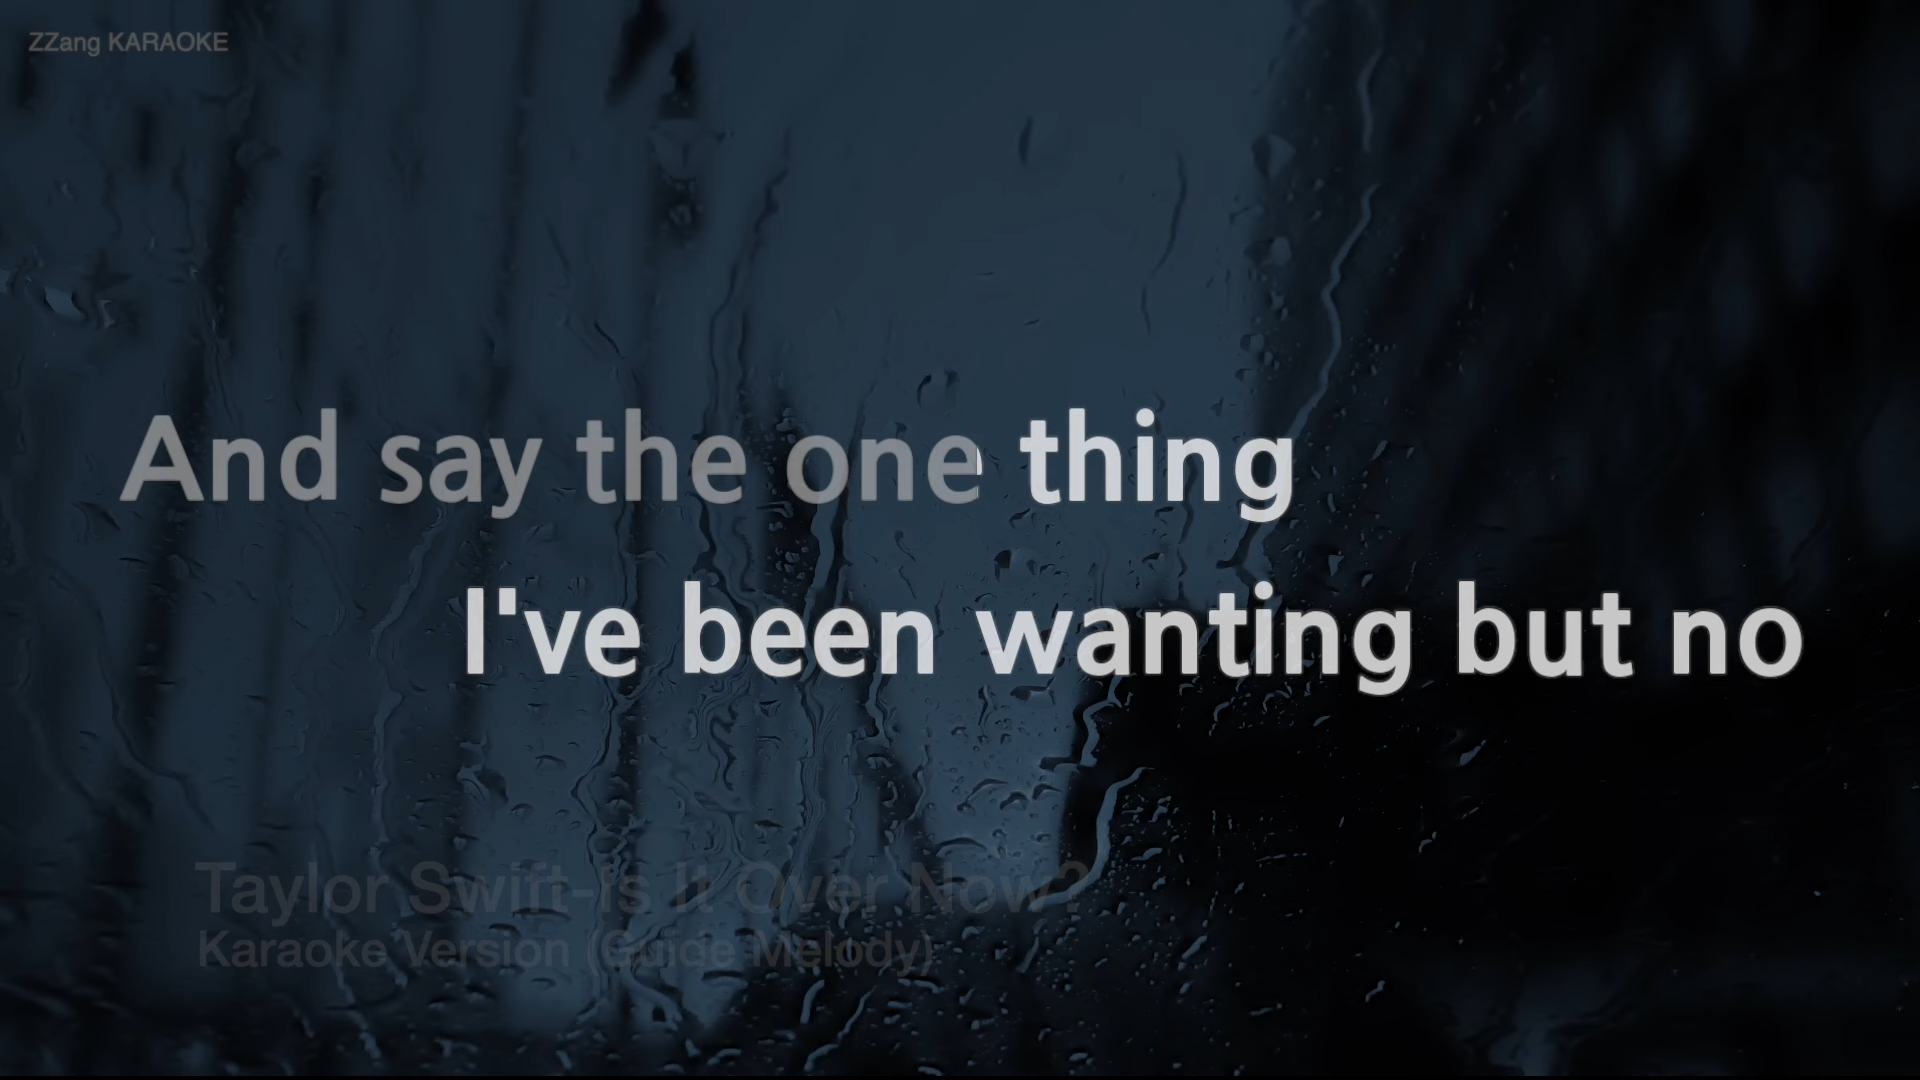 ZZang KARAOKE
And say the one thing
I've been wanting but no
Taylor Swift-Is It Over Now?
Karaoke Version (Guide Melody)